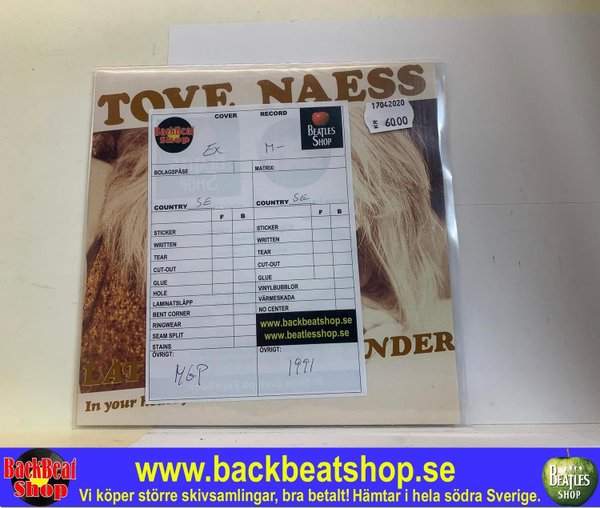 TOVE NAESS
17042020
KR 60.00
BackBeat Shop
COVER
RECORD
BEATLES SHOP
Ex
M-
BOLAGSPÅSE
MATRIX:
COUNTRY SE
COUNTRY SE
F B
F B
STICKER
STICKER
WRITTEN
WRITTEN
TEAR
TEAR
CUT-OUT
CUT-OUT
GLUE
GLUE
HOLE
VINYLBUBBLOR
LAMINATSLÄPP
VÄRMESKADA
BENT CORNER
NO CENTER
RINGWEAR
www.backbeatshop.se
SEAM SPLIT
www.beatlesshop.se
STAINS
ÖVRIGT:
ÖVRIGT:
MGP
1991
NDER
In your
BackBeat Shop
www.backbeatshop.se
Vi köper större skivsamlingar, bra betalt! Hämtar i hela södra Sverige.
BEATLES SHOP